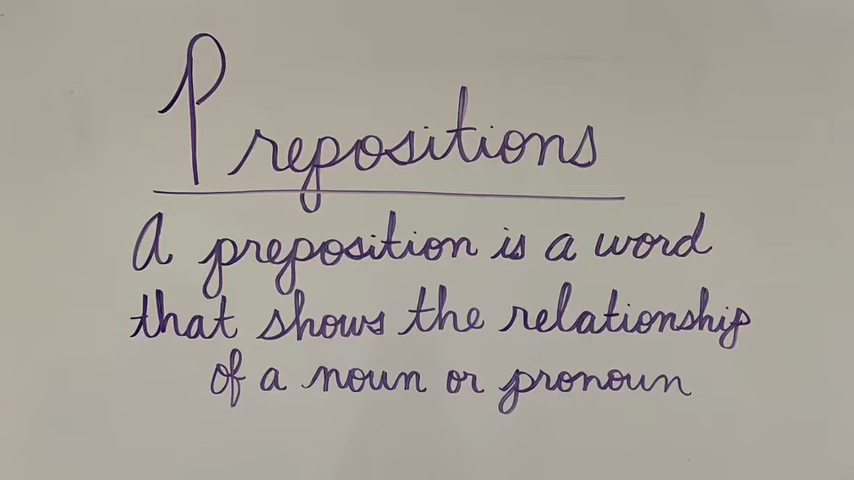 Prepositions
A preposition is a word
that shows the relationship
of a noun or pronoun